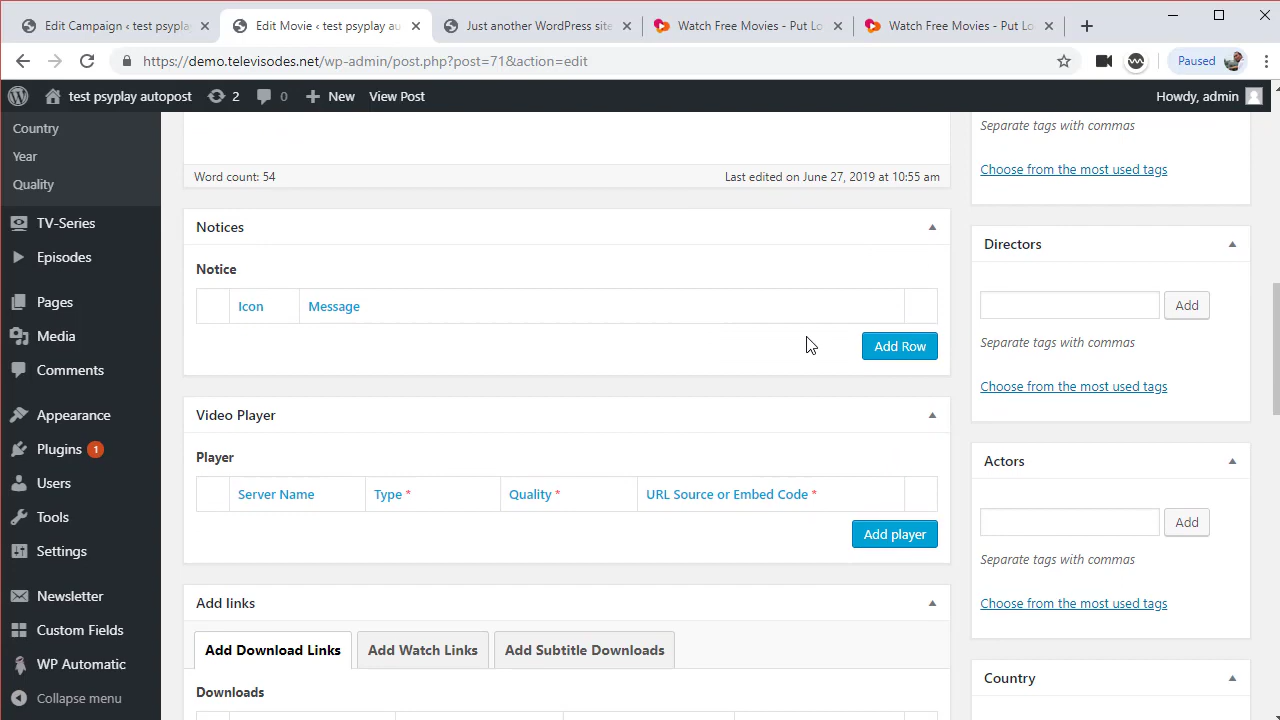 Edit Campaign ‹ test psyplay
Edit Movie ‹ test psyplay au
Just another WordPress site
Watch Free Movies - Put Lo
Watch Free Movies - Put Lo
https://demo.televisodes.net/wp-admin/post.php?post=71&action=edit
Paused
test psyplay autopost
2
0
New
View Post
Howdy, admin
Country
Year
Quality
TV-Series
Episodes
Pages
Media
Comments
Appearance
Plugins 1
Users
Tools
Settings
Newsletter
Custom Fields
WP Automatic
Collapse menu
Word count: 54
Last edited on June 27, 2019 at 10:55 am
Notices
Notice
Icon
Message
Add Row
Video Player
Player
Server Name
Type *
Quality *
URL Source or Embed Code *
Add player
Add links
Add Download Links
Add Watch Links
Add Subtitle Downloads
Downloads
Separate tags with commas
Choose from the most used tags
Directors
Add
Separate tags with commas
Choose from the most used tags
Actors
Add
Separate tags with commas
Choose from the most used tags
Country